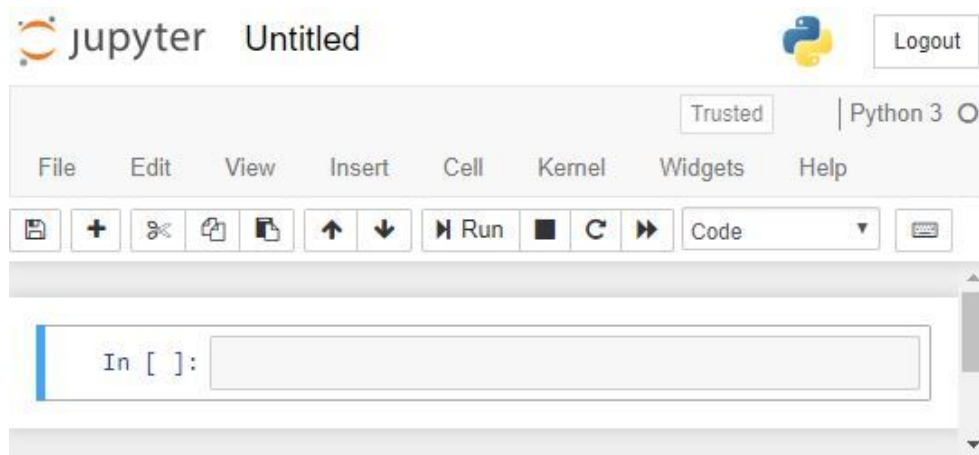 jupyter Untitled Logout
Trusted Python 3
File Edit View Insert Cell Kernel Widgets Help
Run Code
In [ ]: